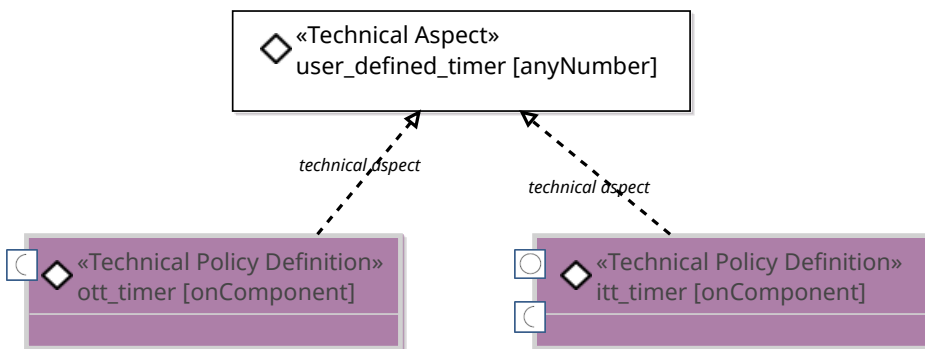 «Technical Aspect»
user_defined_timer [anyNumber]
technical aspect
technical aspect
«Technical Policy Definition»
ott_timer [onComponent]
«Technical Policy Definition»
itt_timer [onComponent]